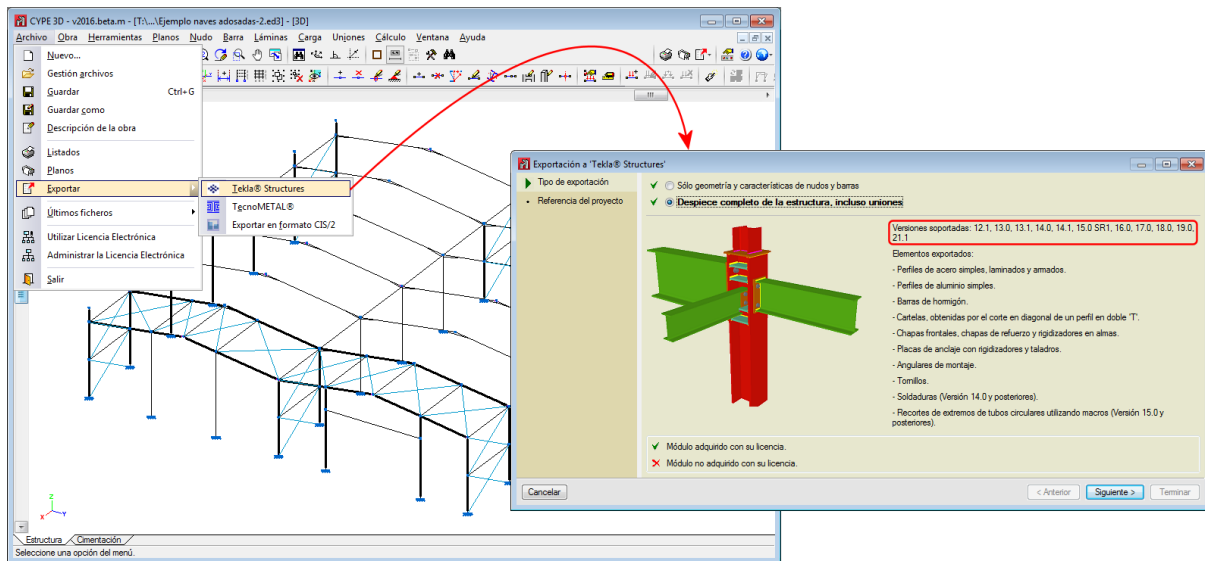 CYPE 3D - v2016.beta.m - [T:\...\Ejemplo naves adosadas-2.ed3] - [3D]
Archivo Obra Herramientas Planos Nudo Barra Láminas Carga Uniones Cálculo Ventana Ayuda
Nuevo...
Gestión archivos
Guardar Ctrl+G
Guardar como
Descripción de la obra
Listados
Planos
Exportar
Últimos ficheros
Utilizar Licencia Electrónica
Administrar la Licencia Electrónica
Salir
Tekla® Structures
TecnoMETAL®
Exportar en formato CIS/2
z
x
Y
Estructura
Cimentación
Seleccione una opción del menú.
Exportación a 'Tekla® Structures'
Tipo de exportación
Referencia del proyecto
Sólo geometría y características de nudos y barras
Despiece completo de la estructura, incluso uniones
Versiones soportadas: 12.1, 13.0, 13.1, 14.0, 14.1, 15.0 SR1, 16.0, 17.0, 18.0, 19.0,
21.1
Elementos exportados:
- Perfiles de acero simples, laminados y armados.
- Perfiles de aluminio simples.
- Barras de hormigón.
- Cartelas, obtenidas por el corte en diagonal de un perfil en doble 'T'.
- Chapas frontales, chapas de refuerzo y rigidizadores en almas.
- Placas de anclaje con rigidizadores y taladros.
- Angulares de montaje.
- Tornillos.
- Soldaduras (Versión 14.0 y posteriores).
- Recortes de extremos de tubos circulares utilizando macros (Versión 15.0 y
posteriores).
Módulo adquirido con su licencia.
Módulo no adquirido con su licencia.
Cancelar
< Anterior
Siguiente >
Terminar